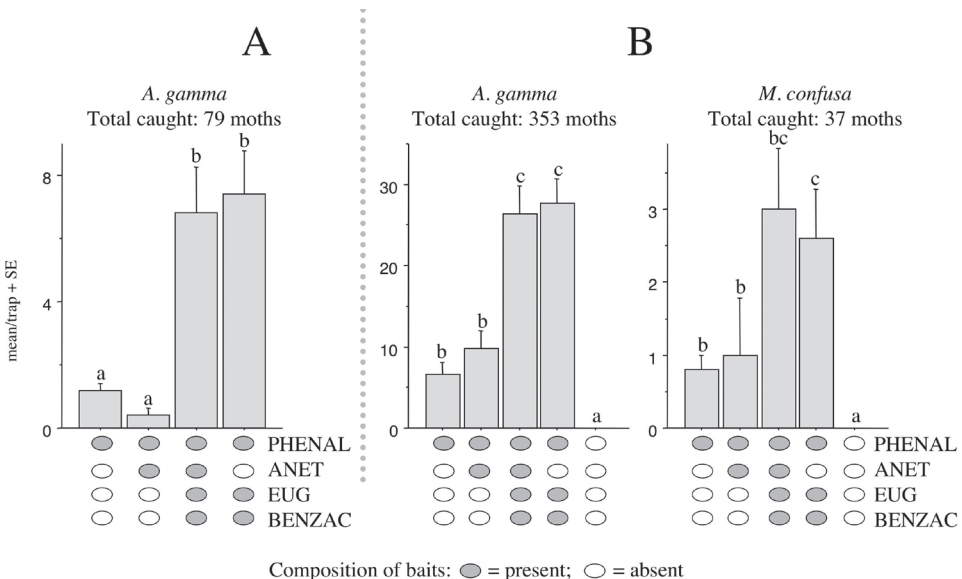 A
B
A. gamma
Total caught: 79 moths
A. gamma
Total caught: 353 moths
M. confusa
Total caught: 37 moths
mean/trap + SE
8
4
0
a
a
b
b
30
20
10
0
b
b
c
c
a
3
2
1
0
b
b
bc
c
a
PHENAL
ANET
EUG
BENZAC
PHENAL
ANET
EUG
BENZAC
Composition of baits: = present; = absent